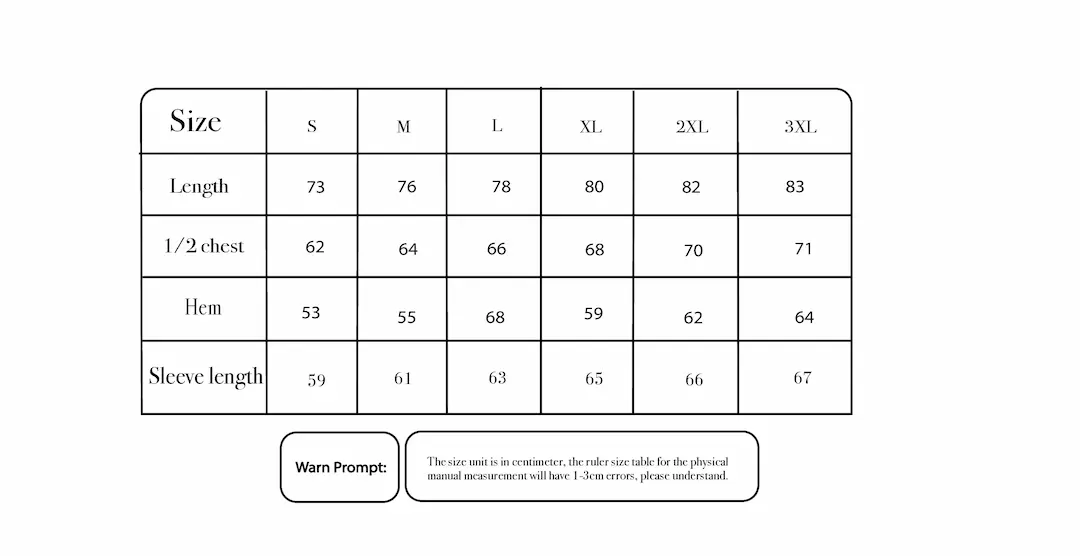 Size S M L XL 2XL 3XL
Length 73 76 78 80 82 83
1/2 chest 62 64 66 68 70 71
Hem 53 55 68 59 62 64
Sleeve length 59 61 63 65 66 67
Warn Prompt:
The size unit is in centimeter, the ruler size table for the physical
manual measurement will have 1-3cm errors, please understand.